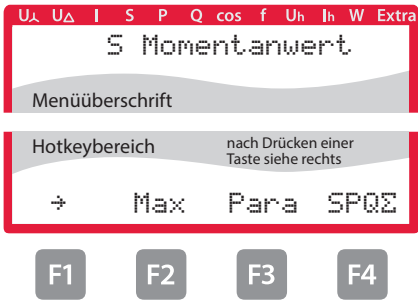 U⅄ U△ I S P Q cos f Uh Ih W Extra
S Momentanwert
Menüüberschrift
Hotkeybereich
nach Drücken einer
Taste siehe rechts
→ Max Para SPQΣ
F1 F2 F3 F4